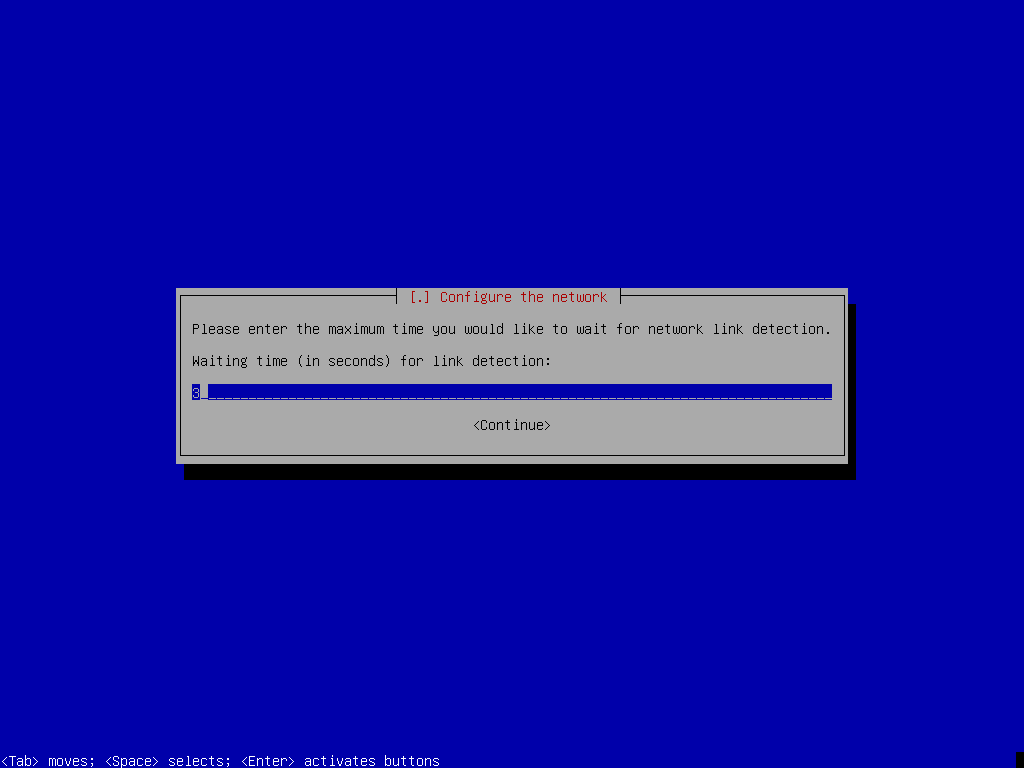 [.] Configure the network
Please enter the maximum time you would like to wait for network link detection.
Waiting time (in seconds) for link detection:
3
<Continue>
<Tab> moves; <Space> selects; <Enter> activates buttons